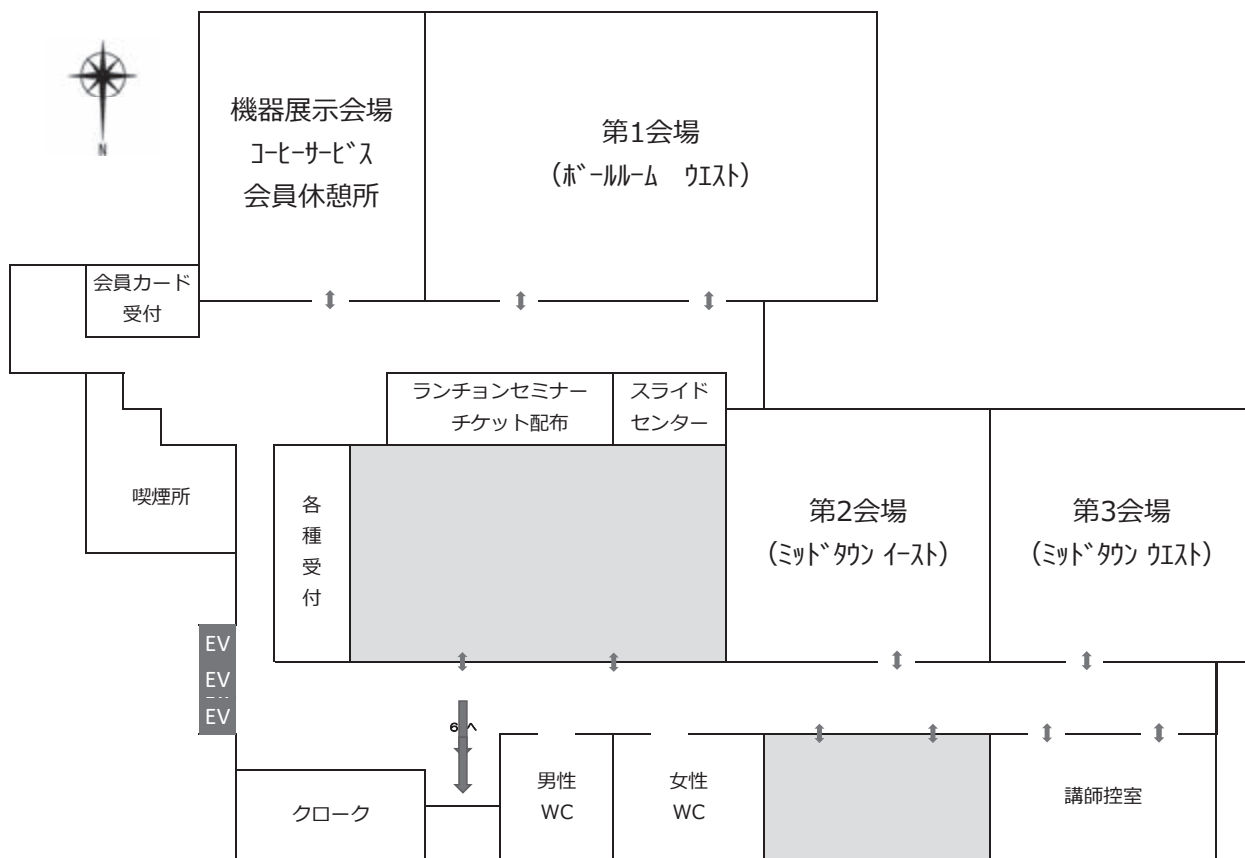 N
機器展示会場
ｺｰﾋｰｻｰﾋﾞｽ
会員休憩所
第1会場
（ﾎﾞｰﾙﾙｰﾑ　ｳｴｽﾄ）
会員カード
受付
ランチョンセミナー
チケット配布
スライド
センター
喫煙所
各
種
受
付
第2会場
（ﾐｯﾄﾞﾀｳﾝ ｲｰｽﾄ）
第3会場
（ﾐｯﾄﾞﾀｳﾝ ｳｴｽﾄ）
EV
EV
EV
クローク
男性
WC
女性
WC
講師控室